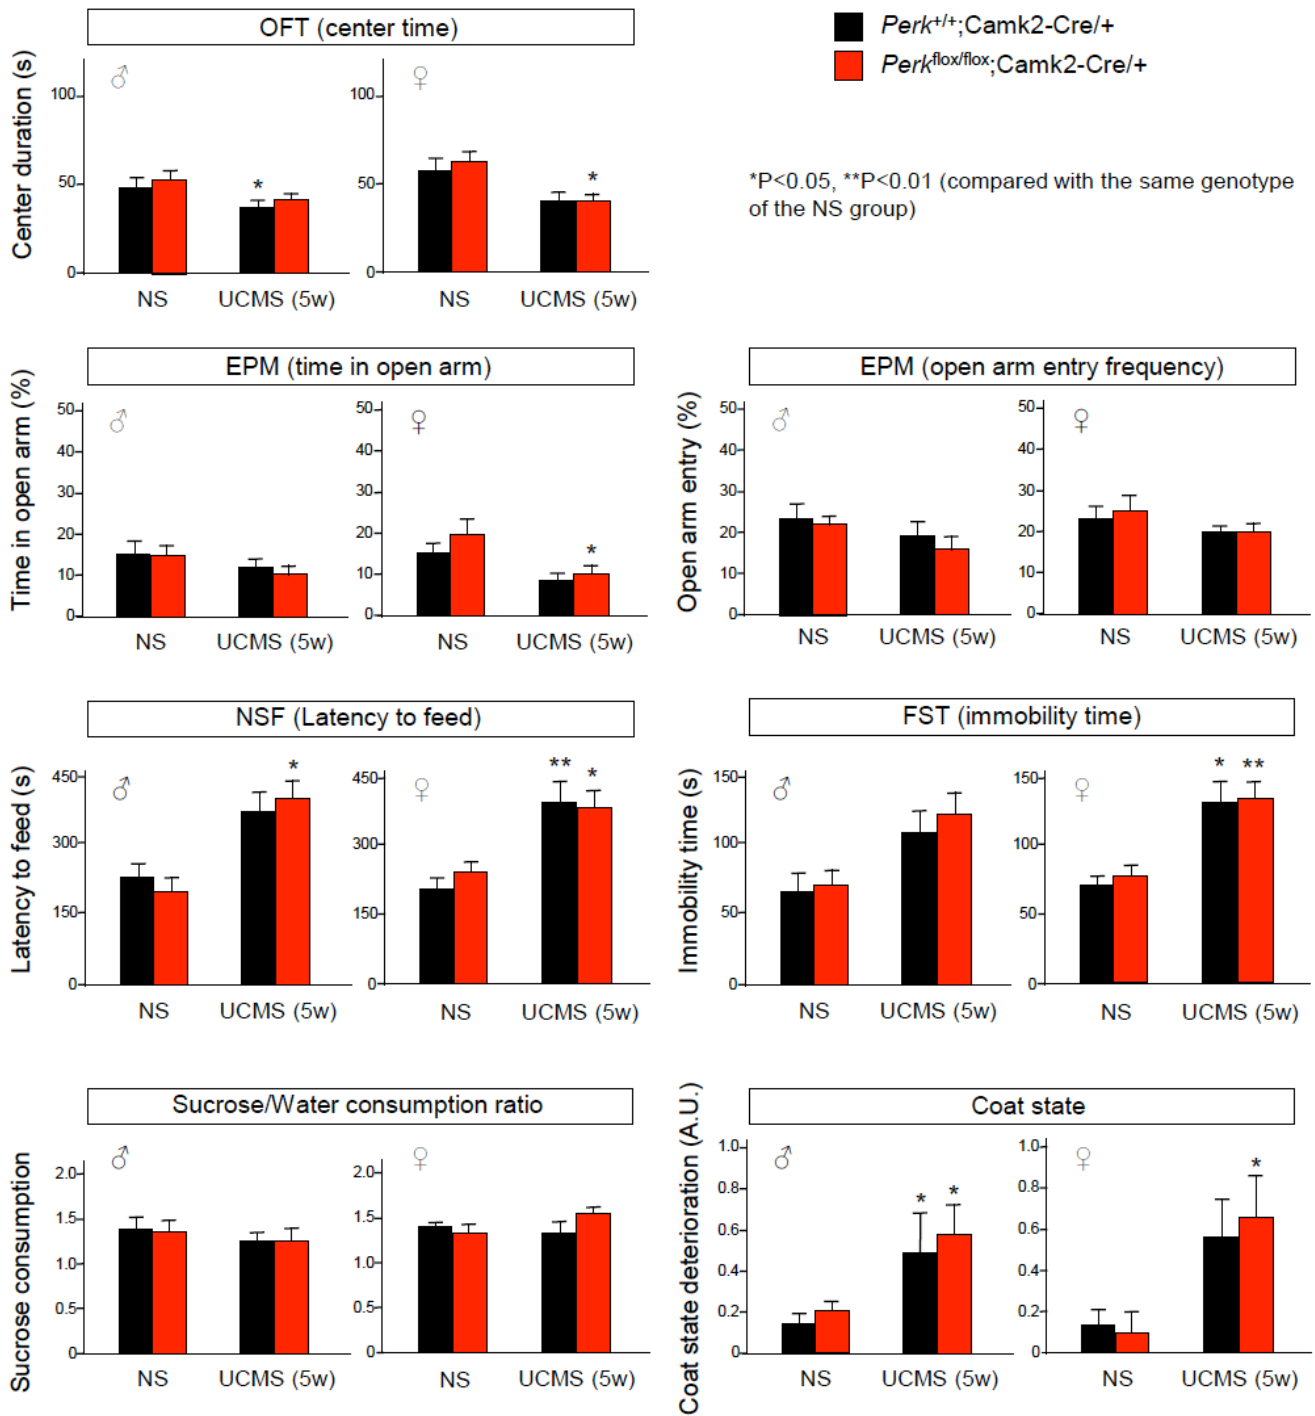 OFT (center time)
Perk+/+;Camk2-Cre/+
Perkflox/flox;Camk2-Cre/+
*P<0.05, **P<0.01 (compared with the same genotype
of the NS group)
Center duration (s)
♂
100
50
0
*
NS
UCMS (5w)
♀
100
50
0
*
NS
UCMS (5w)
EPM (time in open arm)
Time in open arm (%)
♂
50
40
30
20
10
0
NS
UCMS (5w)
♀
50
40
30
20
10
0
*
NS
UCMS (5w)
EPM (open arm entry frequency)
Open arm entry (%)
♂
50
40
30
20
10
0
NS
UCMS (5w)
♀
50
40
30
20
10
0
NS
UCMS (5w)
NSF (Latency to feed)
Latency to feed (s)
♂
450
300
150
0
*
NS
UCMS (5w)
♀
450
300
150
0
** *
NS
UCMS (5w)
FST (immobility time)
Immobility time (s)
♂
150
100
50
0
NS
UCMS (5w)
♀
150
100
50
0
* **
NS
UCMS (5w)
Sucrose/Water consumption ratio
Sucrose consumption
♂
2.0
1.5
1.0
0.5
0
NS
UCMS (5w)
♀
2.0
1.5
1.0
0.5
0
NS
UCMS (5w)
Coat state
Coat state deterioration (A.U.)
♂
1.0
0.8
0.6
0.4
0.2
0
* *
NS
UCMS (5w)
♀
1.0
0.8
0.6
0.4
0.2
0
*
NS
UCMS (5w)